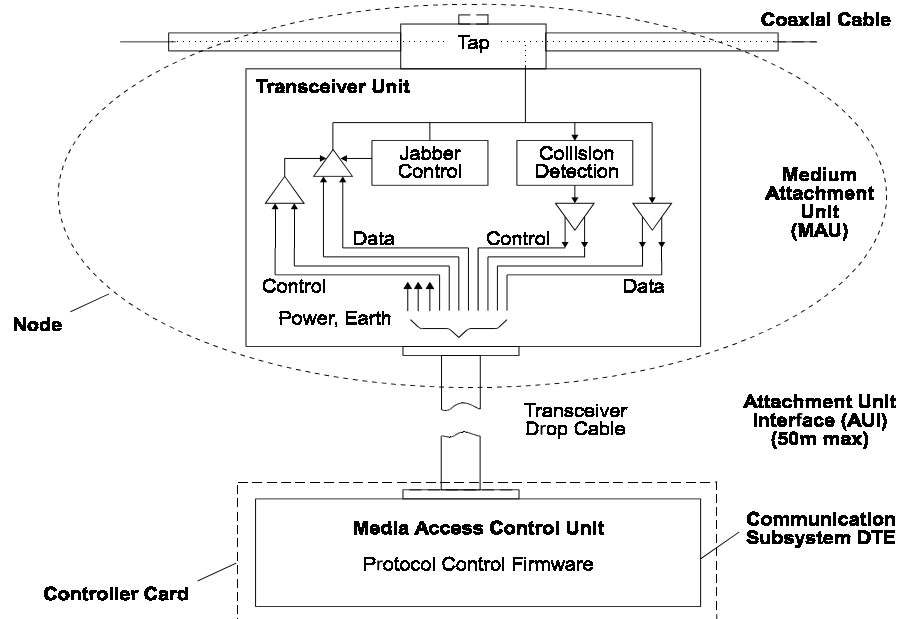 Coaxial Cable
Tap
Transceiver Unit
Jabber
Control
Collision
Detection
Medium
Attachment
Unit
(MAU)
Data
Control
Control
Data
Power, Earth
Node
Transceiver
Drop Cable
Attachment Unit
Interface (AUI)
(50m max)
Media Access Control Unit
Protocol Control Firmware
Communication
Subsystem DTE
Controller Card